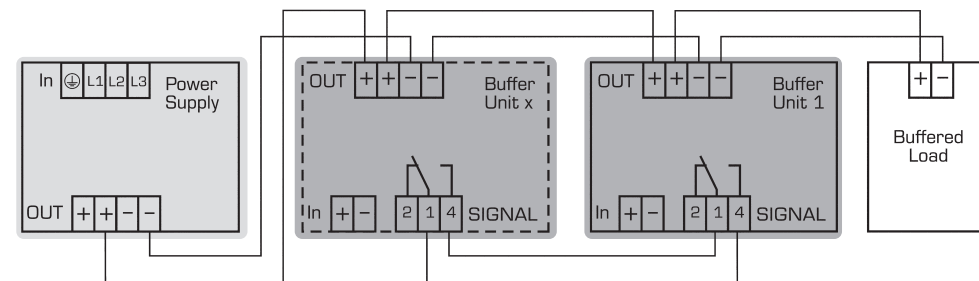 In L1 L2 L3 Power Supply
OUT + + - -
OUT + + - - Buffer Unit x
In + - 2 1 4 SIGNAL
OUT + + - - Buffer Unit 1
In + - 2 1 4 SIGNAL
+ -
Buffered
Load